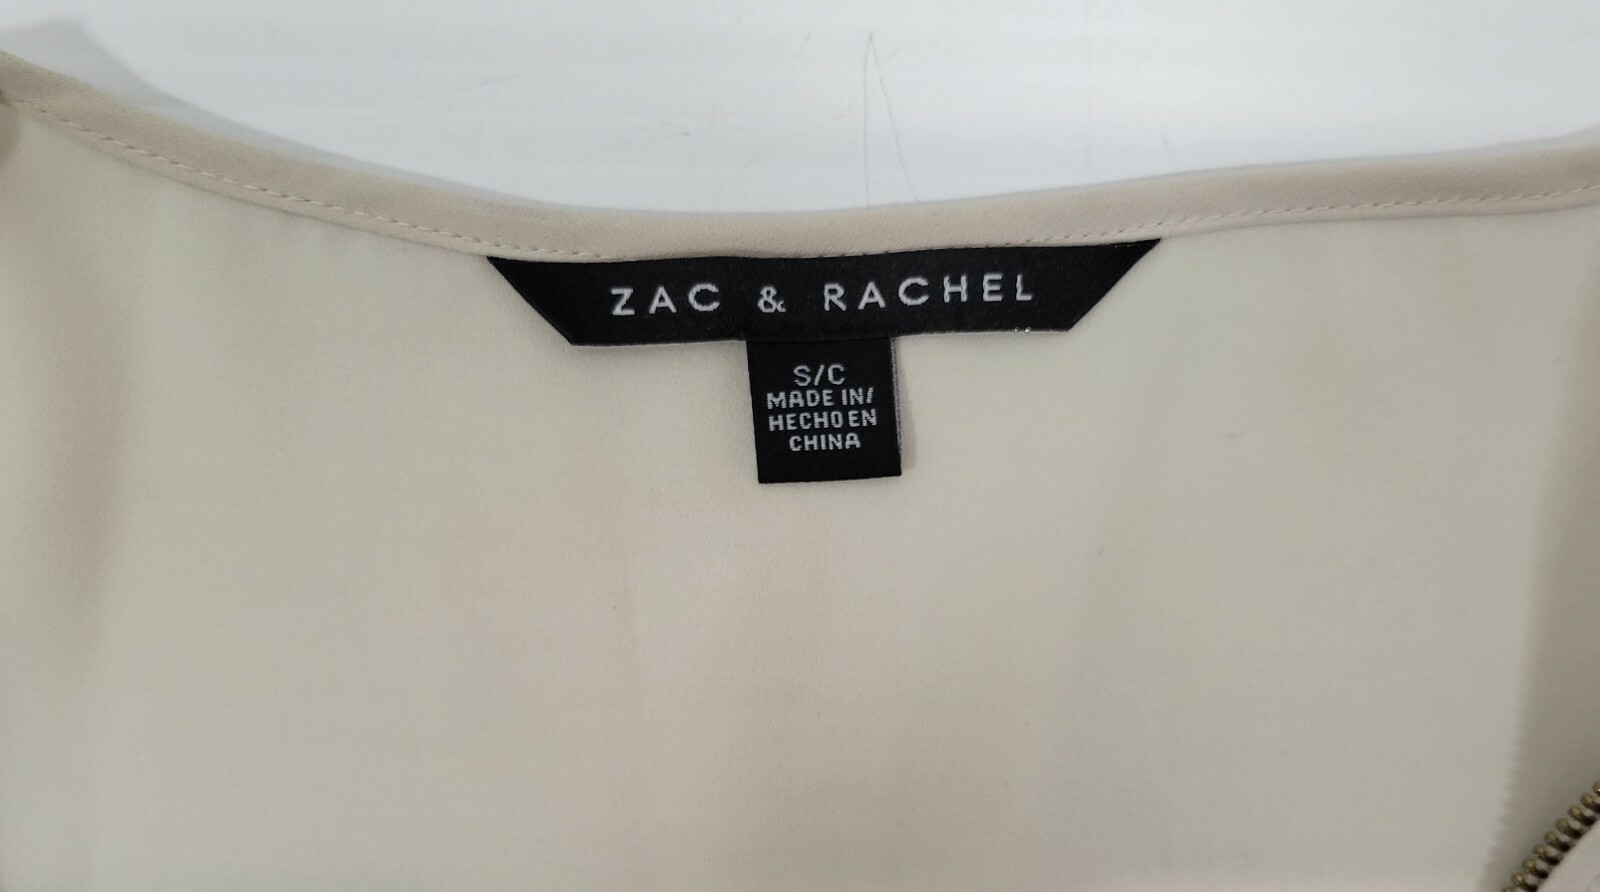 ZAC & RACHEL
S/C
MADE IN/
HECHO EN
CHINA